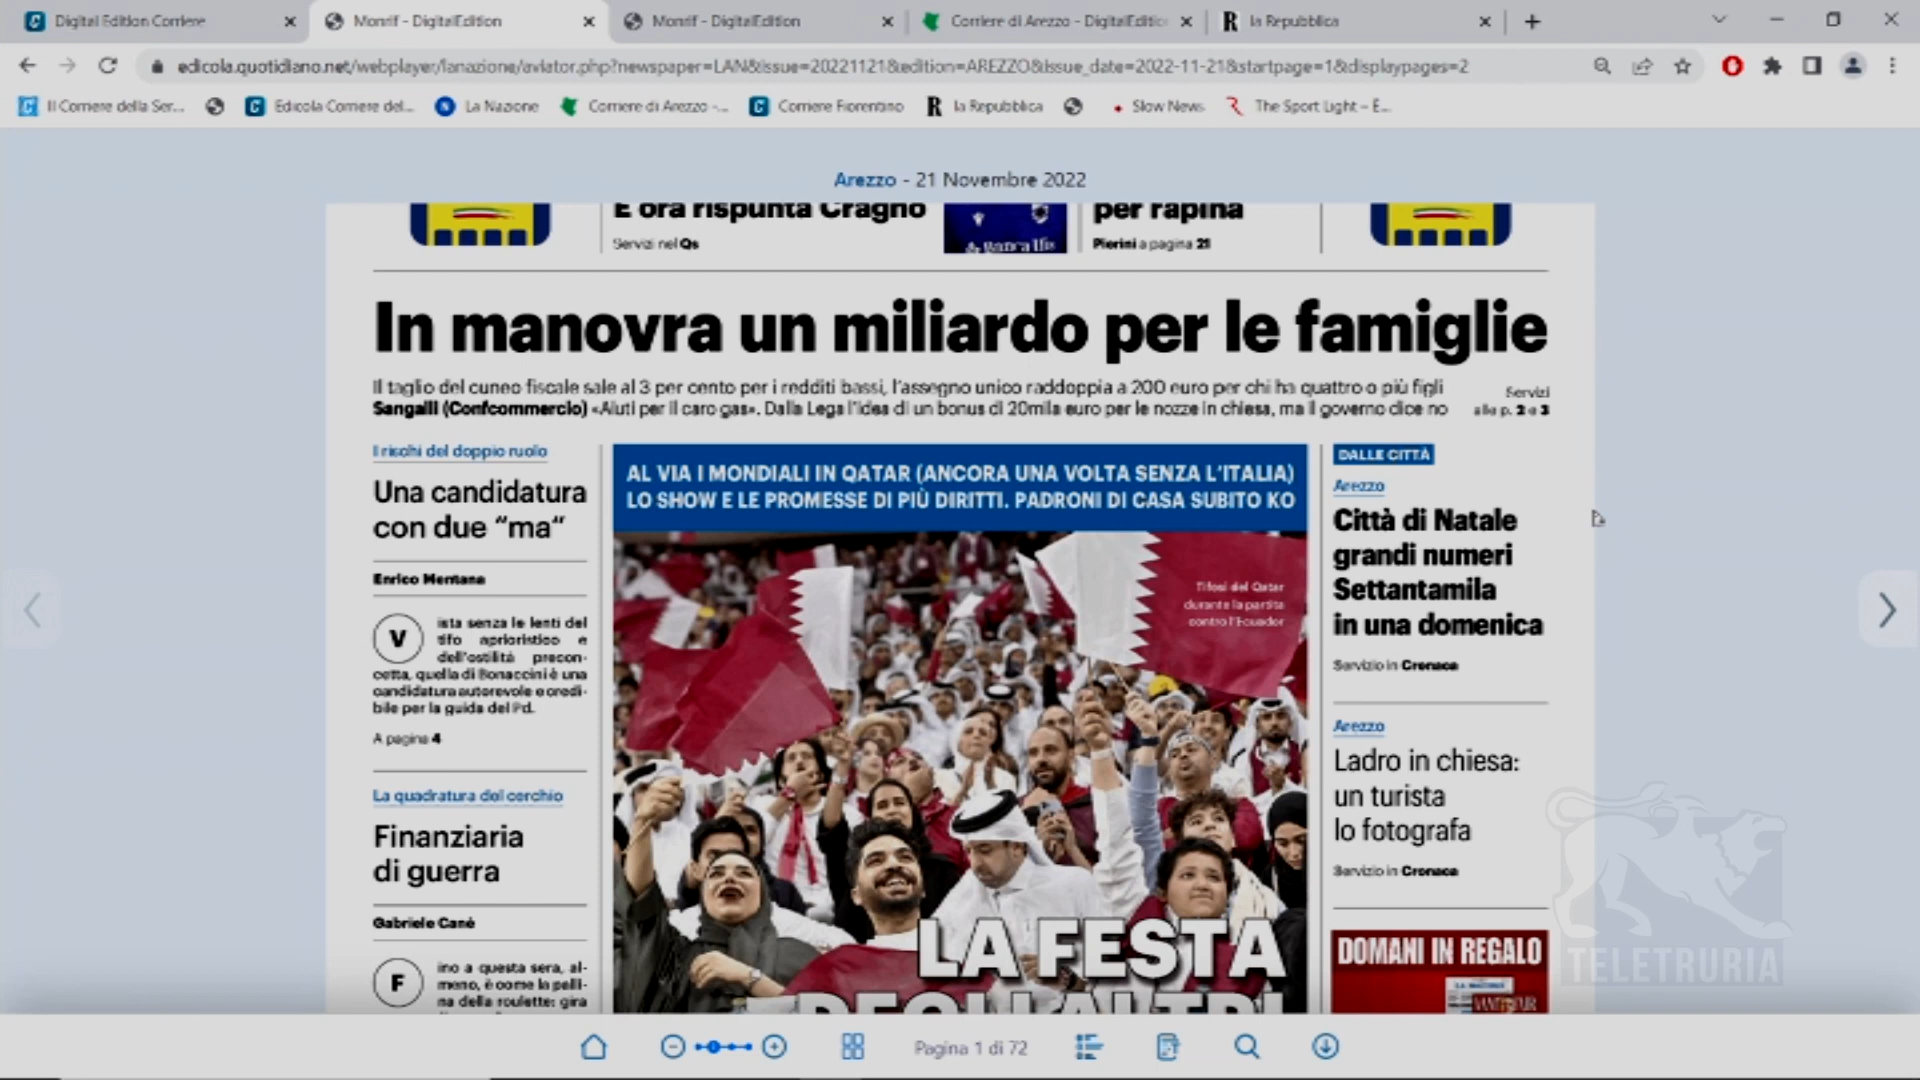 Digital Edition Corriere
Monrif - DigitalEdition
Monrif - DigitalEdition
Corriere di Arezzo - DigitalEditio
la Repubblica
edicola.quotidiano.net/webplayer/lanazione/aviator.php?newspaper=LAN&issue=20221121&edition=AREZZO&issue_date=2022-11-21&startpage=1&displaypages=2
Il Corriere della Ser...
Edicola Corriere del...
La Nazione
Corriere di Arezzo -...
Corriere Fiorentino
la Repubblica
Slow News
The Sport Light – E...
Arezzo - 21 Novembre 2022
E ora rispunta Cragno
Servizi nel Qs
per rapina
Pierini a pagina 21
In manovra un miliardo per le famiglie
Il taglio del cuneo fiscale sale al 3 per cento per i redditi bassi, l'assegno unico raddoppia a 200 euro per chi ha quattro o più figli
Sangalli (Confcommercio) «Aiuti per il caro gas». Dalla Lega l'idea di un bonus di 20mila euro per le nozze in chiesa, ma il governo dice no
Servizi
alle p. 2 e 3
I rischi del doppio ruolo
Una candidatura
con due “ma”
Enrico Mentana
V
ista senza le lenti del
tifo aprioristico e
dell'ostilità precon-
cetta, quella di Bonaccini è una
candidatura autorevole e credi-
bile per la guida del Pd.
A pagina 4
La quadratura del cerchio
Finanziaria
di guerra
Gabriele Canè
F
ino a questa sera, al-
meno, è come la palli-
na della roulette: gira
AL VIA I MONDIALI IN QATAR (ANCORA UNA VOLTA SENZA L'ITALIA)
LO SHOW E LE PROMESSE DI PIÙ DIRITTI. PADRONI DI CASA SUBITO KO
Tifosi del Qatar
durante la partita
contro l'Ecuador
LA FESTA
DEGLI ALTRI
DALLE CITTÀ
Arezzo
Città di Natale
grandi numeri
Settantamila
in una domenica
Servizio in Cronaca
Arezzo
Ladro in chiesa:
un turista
lo fotografa
Servizio in Cronaca
DOMANI IN REGALO
TELETRURIA
Pagina 1 di 72